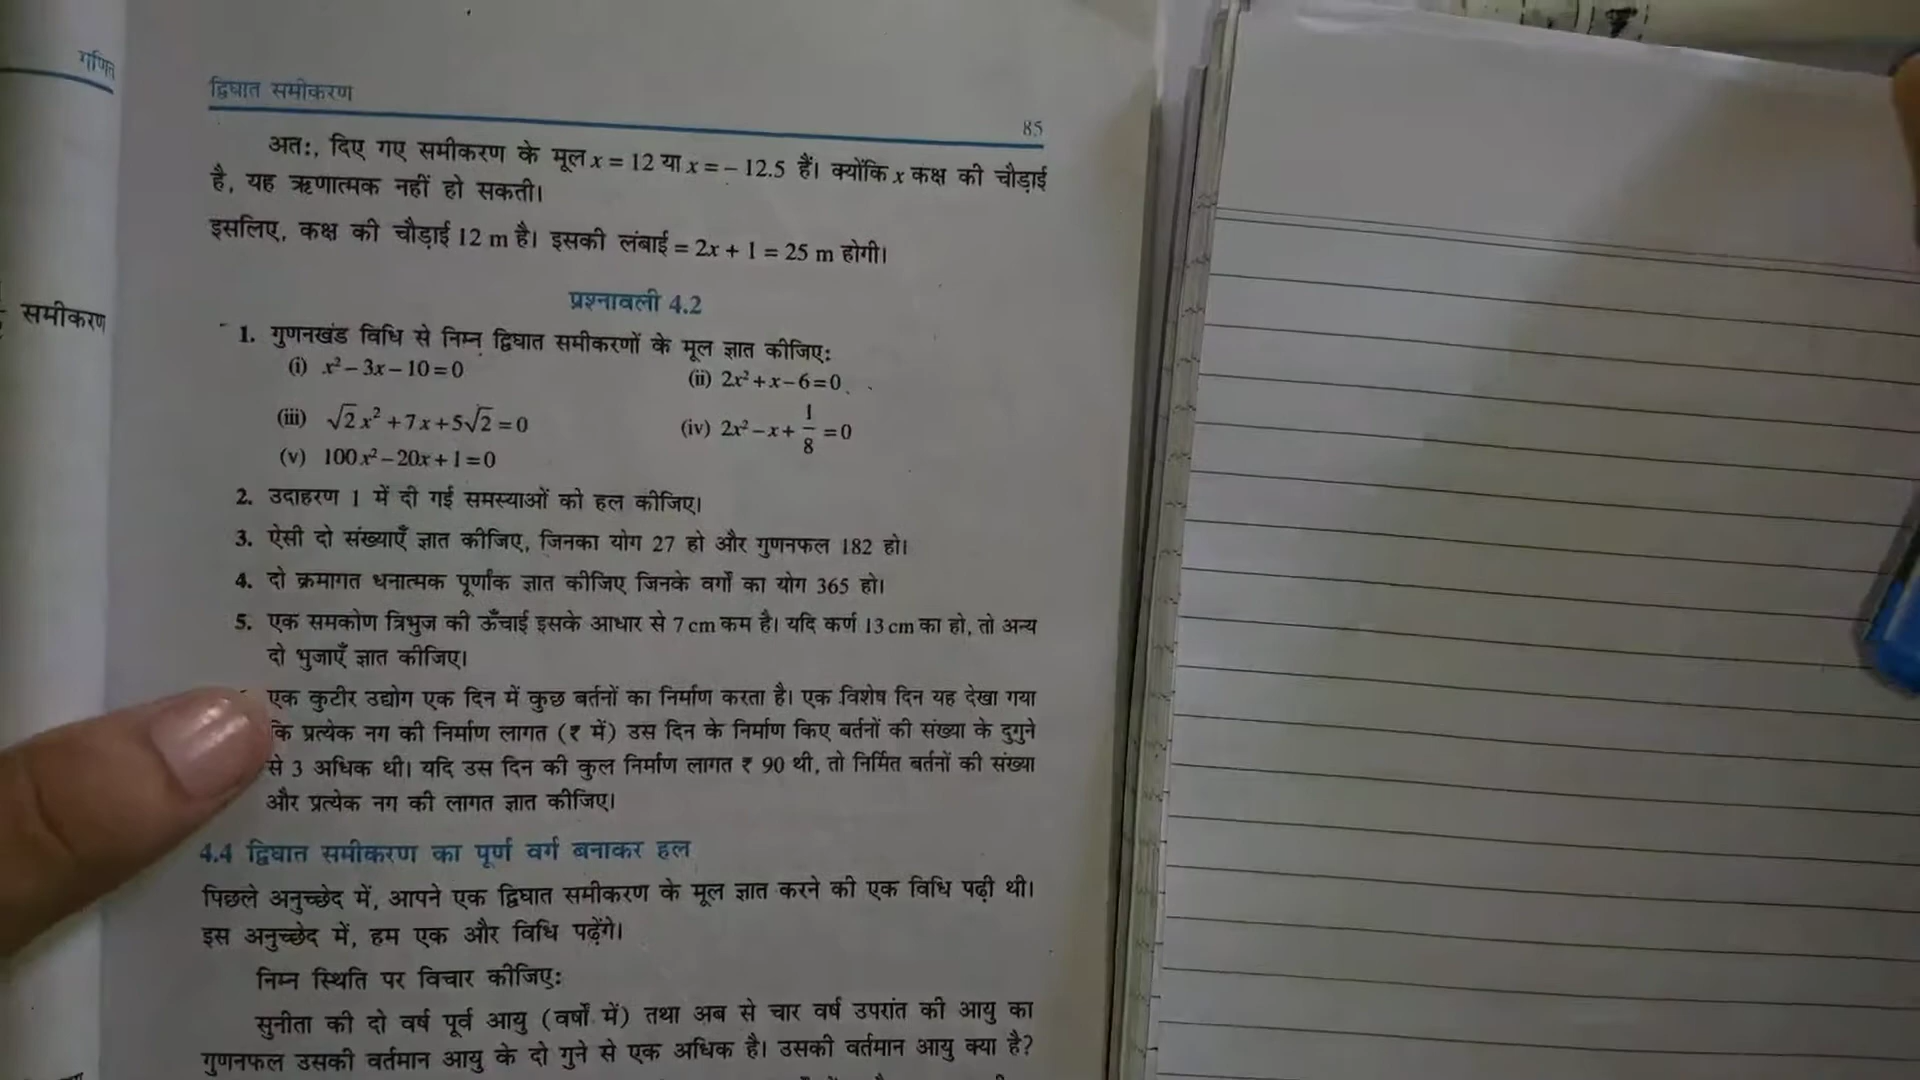 गणित
समीकरण
द्विघात समीकरण
85
अतः, दिए गए समीकरण के मूल x = 12 या x = – 12.5 हैं। क्योंकि x कक्ष की चौड़ाई
है, यह ऋणात्मक नहीं हो सकती।
इसलिए, कक्ष की चौड़ाई 12 m है। इसकी लंबाई = 2x + 1 = 25 m होगी।
प्रश्नावली 4.2
1. गुणनखंड विधि से निम्न द्विघात समीकरणों के मूल ज्ञात कीजिए:
(i) x² – 3x – 10 = 0 (ii) 2x² + x – 6 = 0
(iii) √2 x² + 7x + 5√2 = 0 (iv) 2x² – x + 1/8 = 0
(v) 100x² – 20x + 1 = 0
2. उदाहरण 1 में दी गई समस्याओं को हल कीजिए।
3. ऐसी दो संख्याएँ ज्ञात कीजिए, जिनका योग 27 हो और गुणनफल 182 हो।
4. दो क्रमागत धनात्मक पूर्णांक ज्ञात कीजिए जिनके वर्गों का योग 365 हो।
5. एक समकोण त्रिभुज की ऊँचाई इसके आधार से 7 cm कम है। यदि कर्ण 13 cm का हो, तो अन्य
दो भुजाएँ ज्ञात कीजिए।
एक कुटीर उद्योग एक दिन में कुछ बर्तनों का निर्माण करता है। एक विशेष दिन यह देखा गया
कि प्रत्येक नग की निर्माण लागत (₹ में) उस दिन के निर्माण किए बर्तनों की संख्या के दुगुने
से 3 अधिक थी। यदि उस दिन की कुल निर्माण लागत ₹ 90 थी, तो निर्मित बर्तनों की संख्या
और प्रत्येक नग की लागत ज्ञात कीजिए।
4.4 द्विघात समीकरण का पूर्ण वर्ग बनाकर हल
पिछले अनुच्छेद में, आपने एक द्विघात समीकरण के मूल ज्ञात करने की एक विधि पढ़ी थी।
इस अनुच्छेद में, हम एक और विधि पढ़ेंगे।
निम्न स्थिति पर विचार कीजिए:
सुनीता की दो वर्ष पूर्व आयु (वर्षों में) तथा अब से चार वर्ष उपरांत की आयु का
गुणनफल उसकी वर्तमान आयु के दो गुने से एक अधिक है। उसकी वर्तमान आयु क्या है?